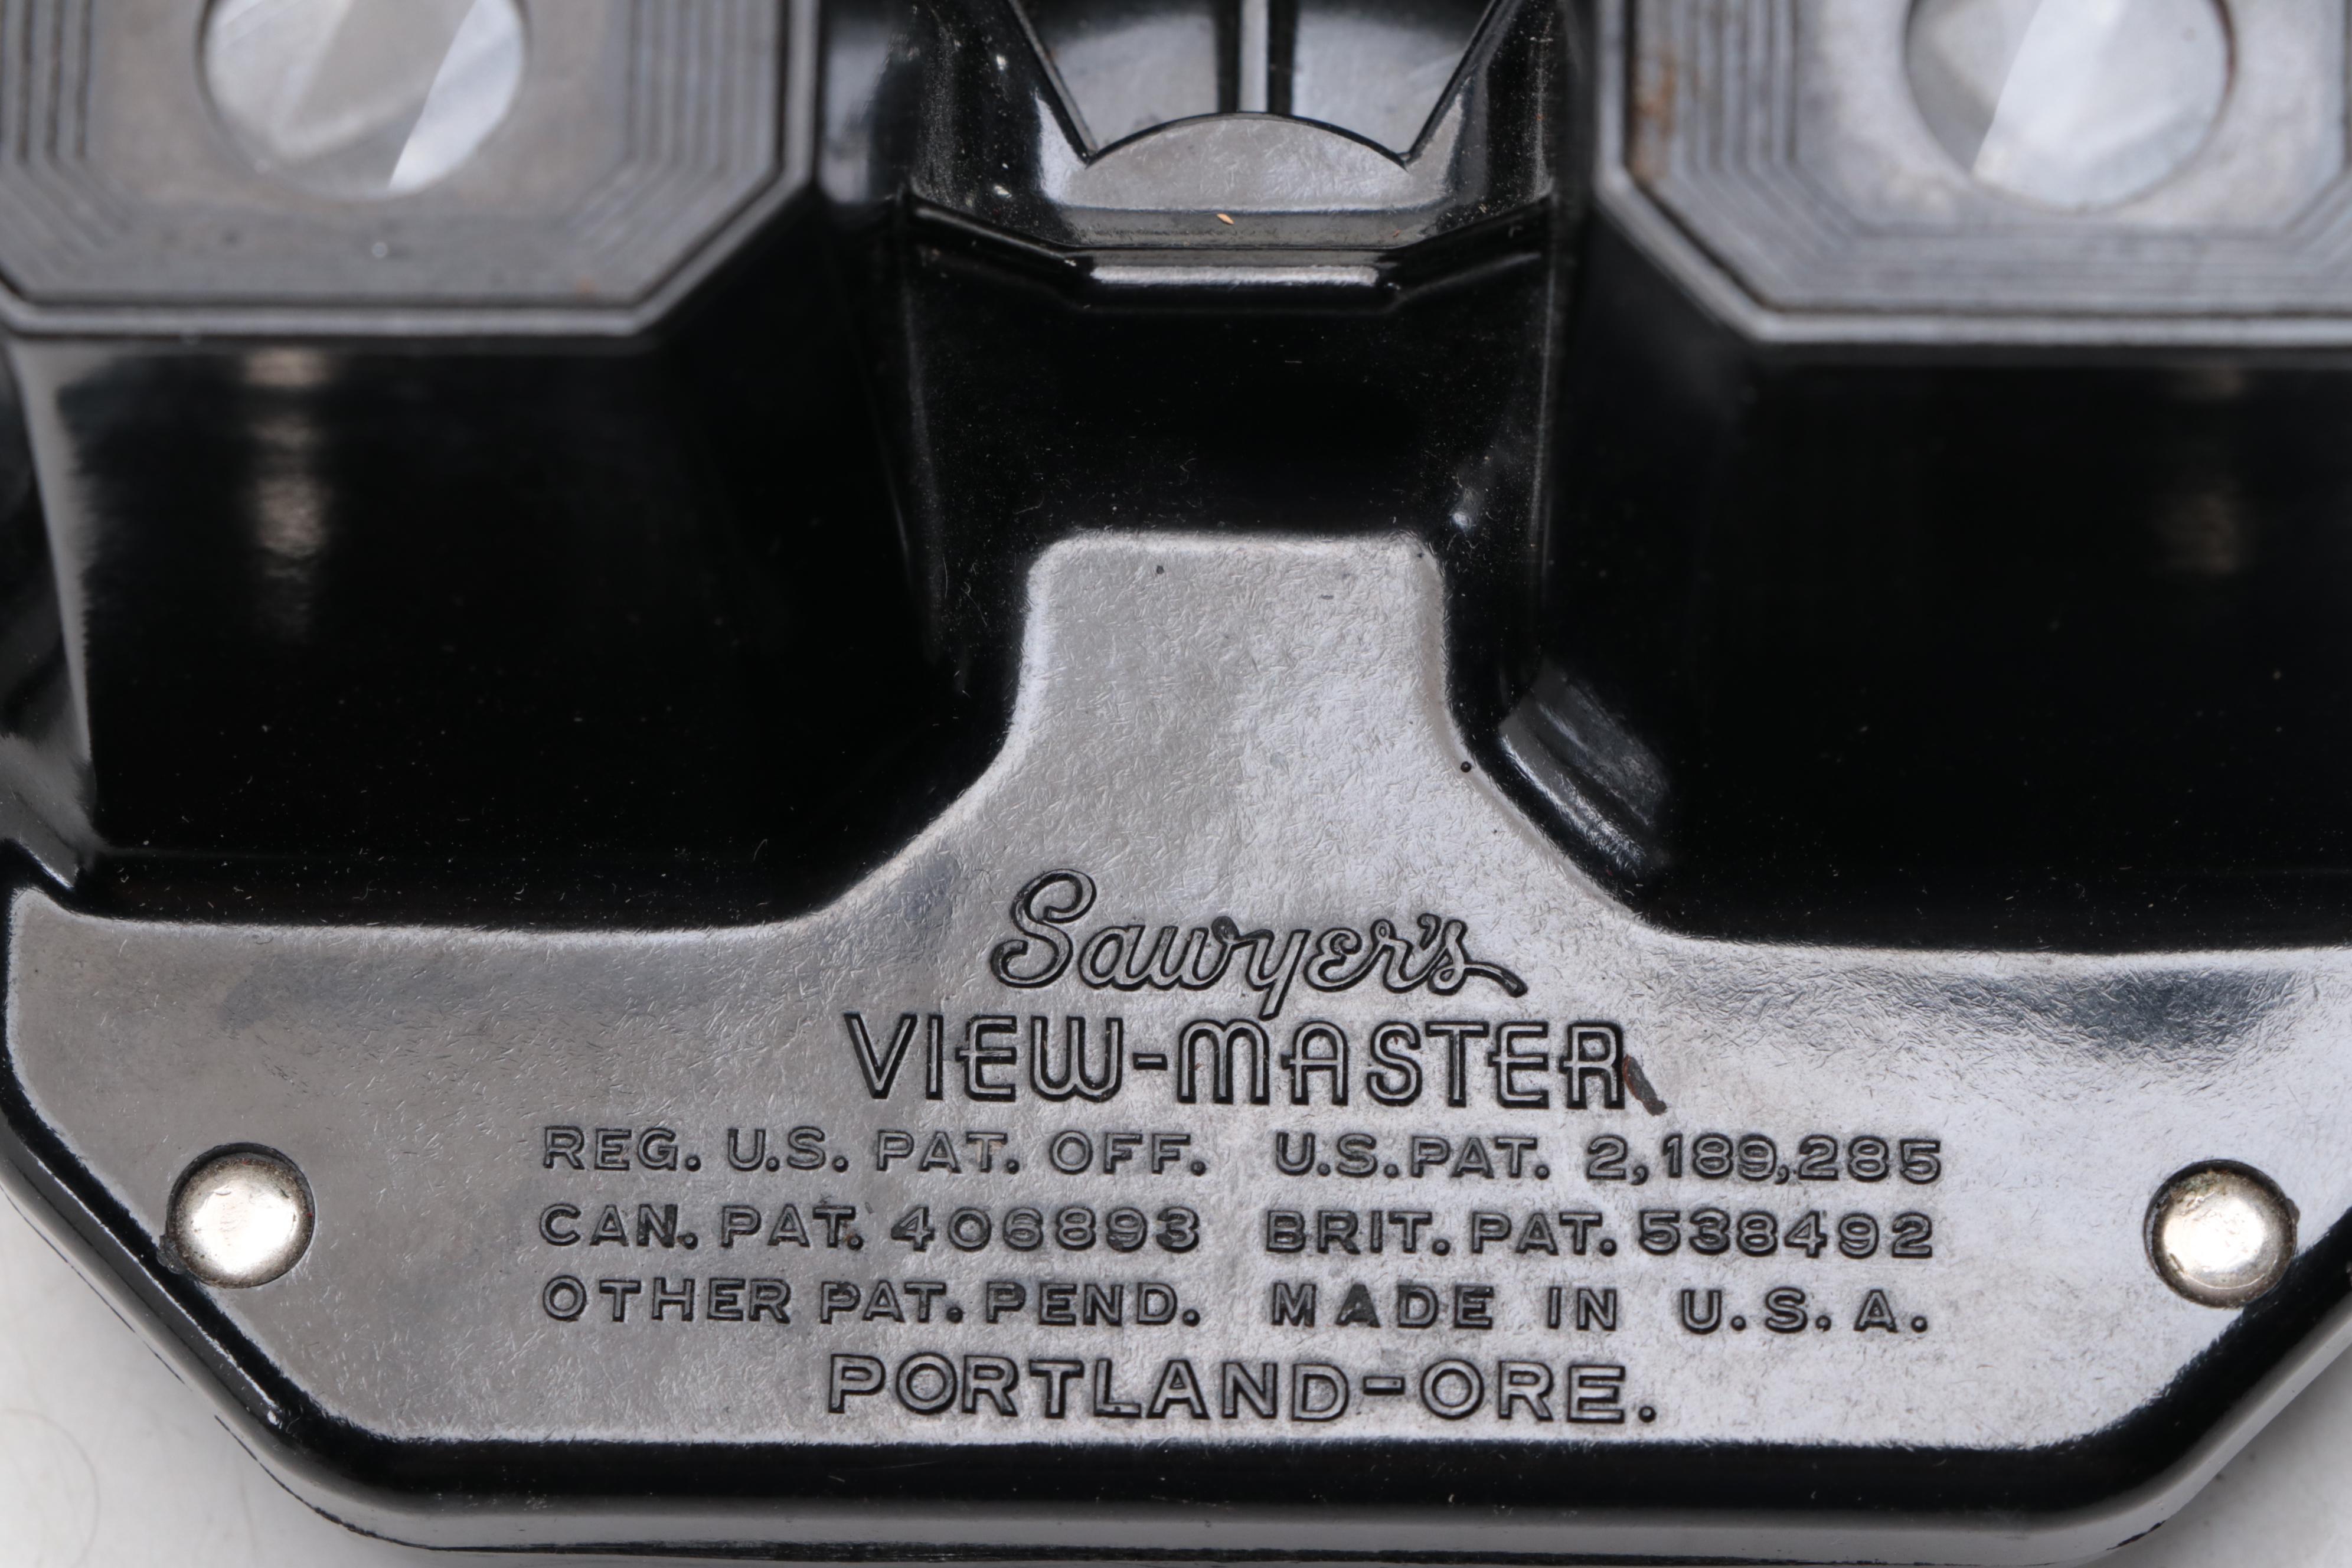 Sawyer's
VIEW-MASTER
REG. U.S. PAT. OFF. U.S. PAT. 2,189,285
CAN. PAT. 406893 BRIT. PAT. 538492
OTHER PAT. PEND. MADE IN U.S.A.
PORTLAND-ORE.